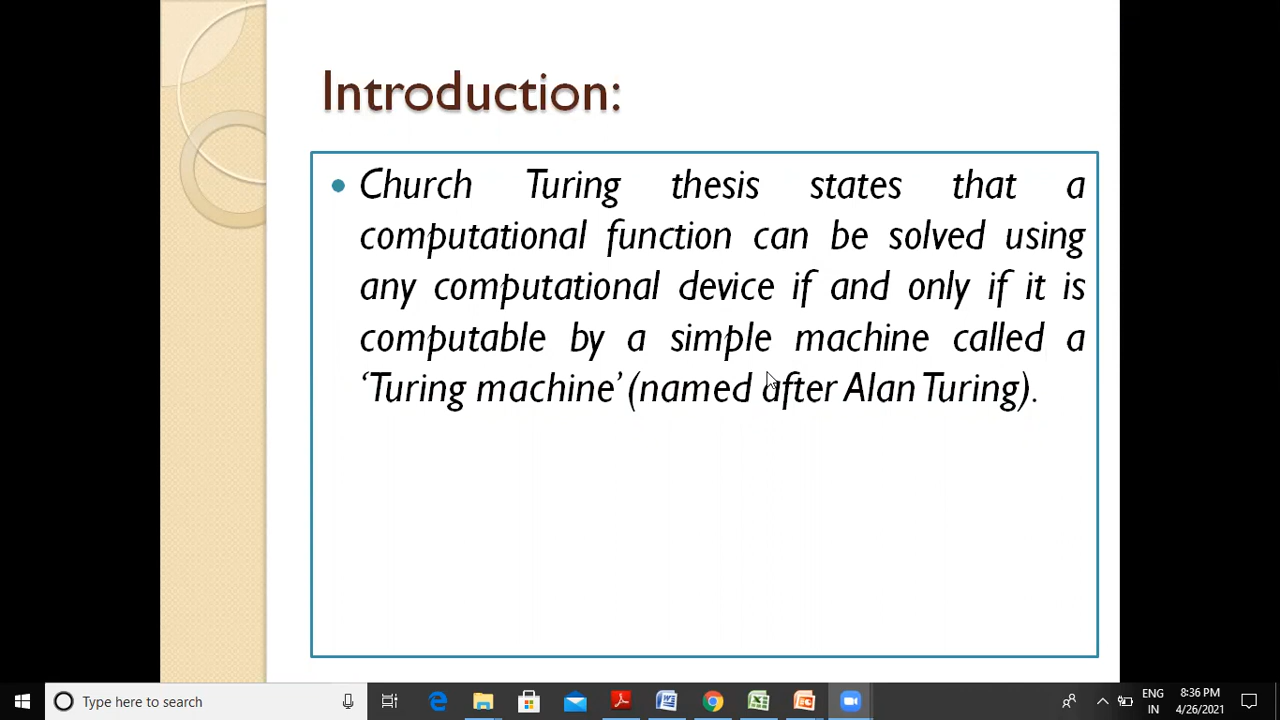 Introduction:
• Church Turing thesis states that a
computational function can be solved using
any computational device if and only if it is
computable by a simple machine called a
‘Turing machine’ (named after Alan Turing).
Type here to search
ENG
IN
8:36 PM
4/26/2021